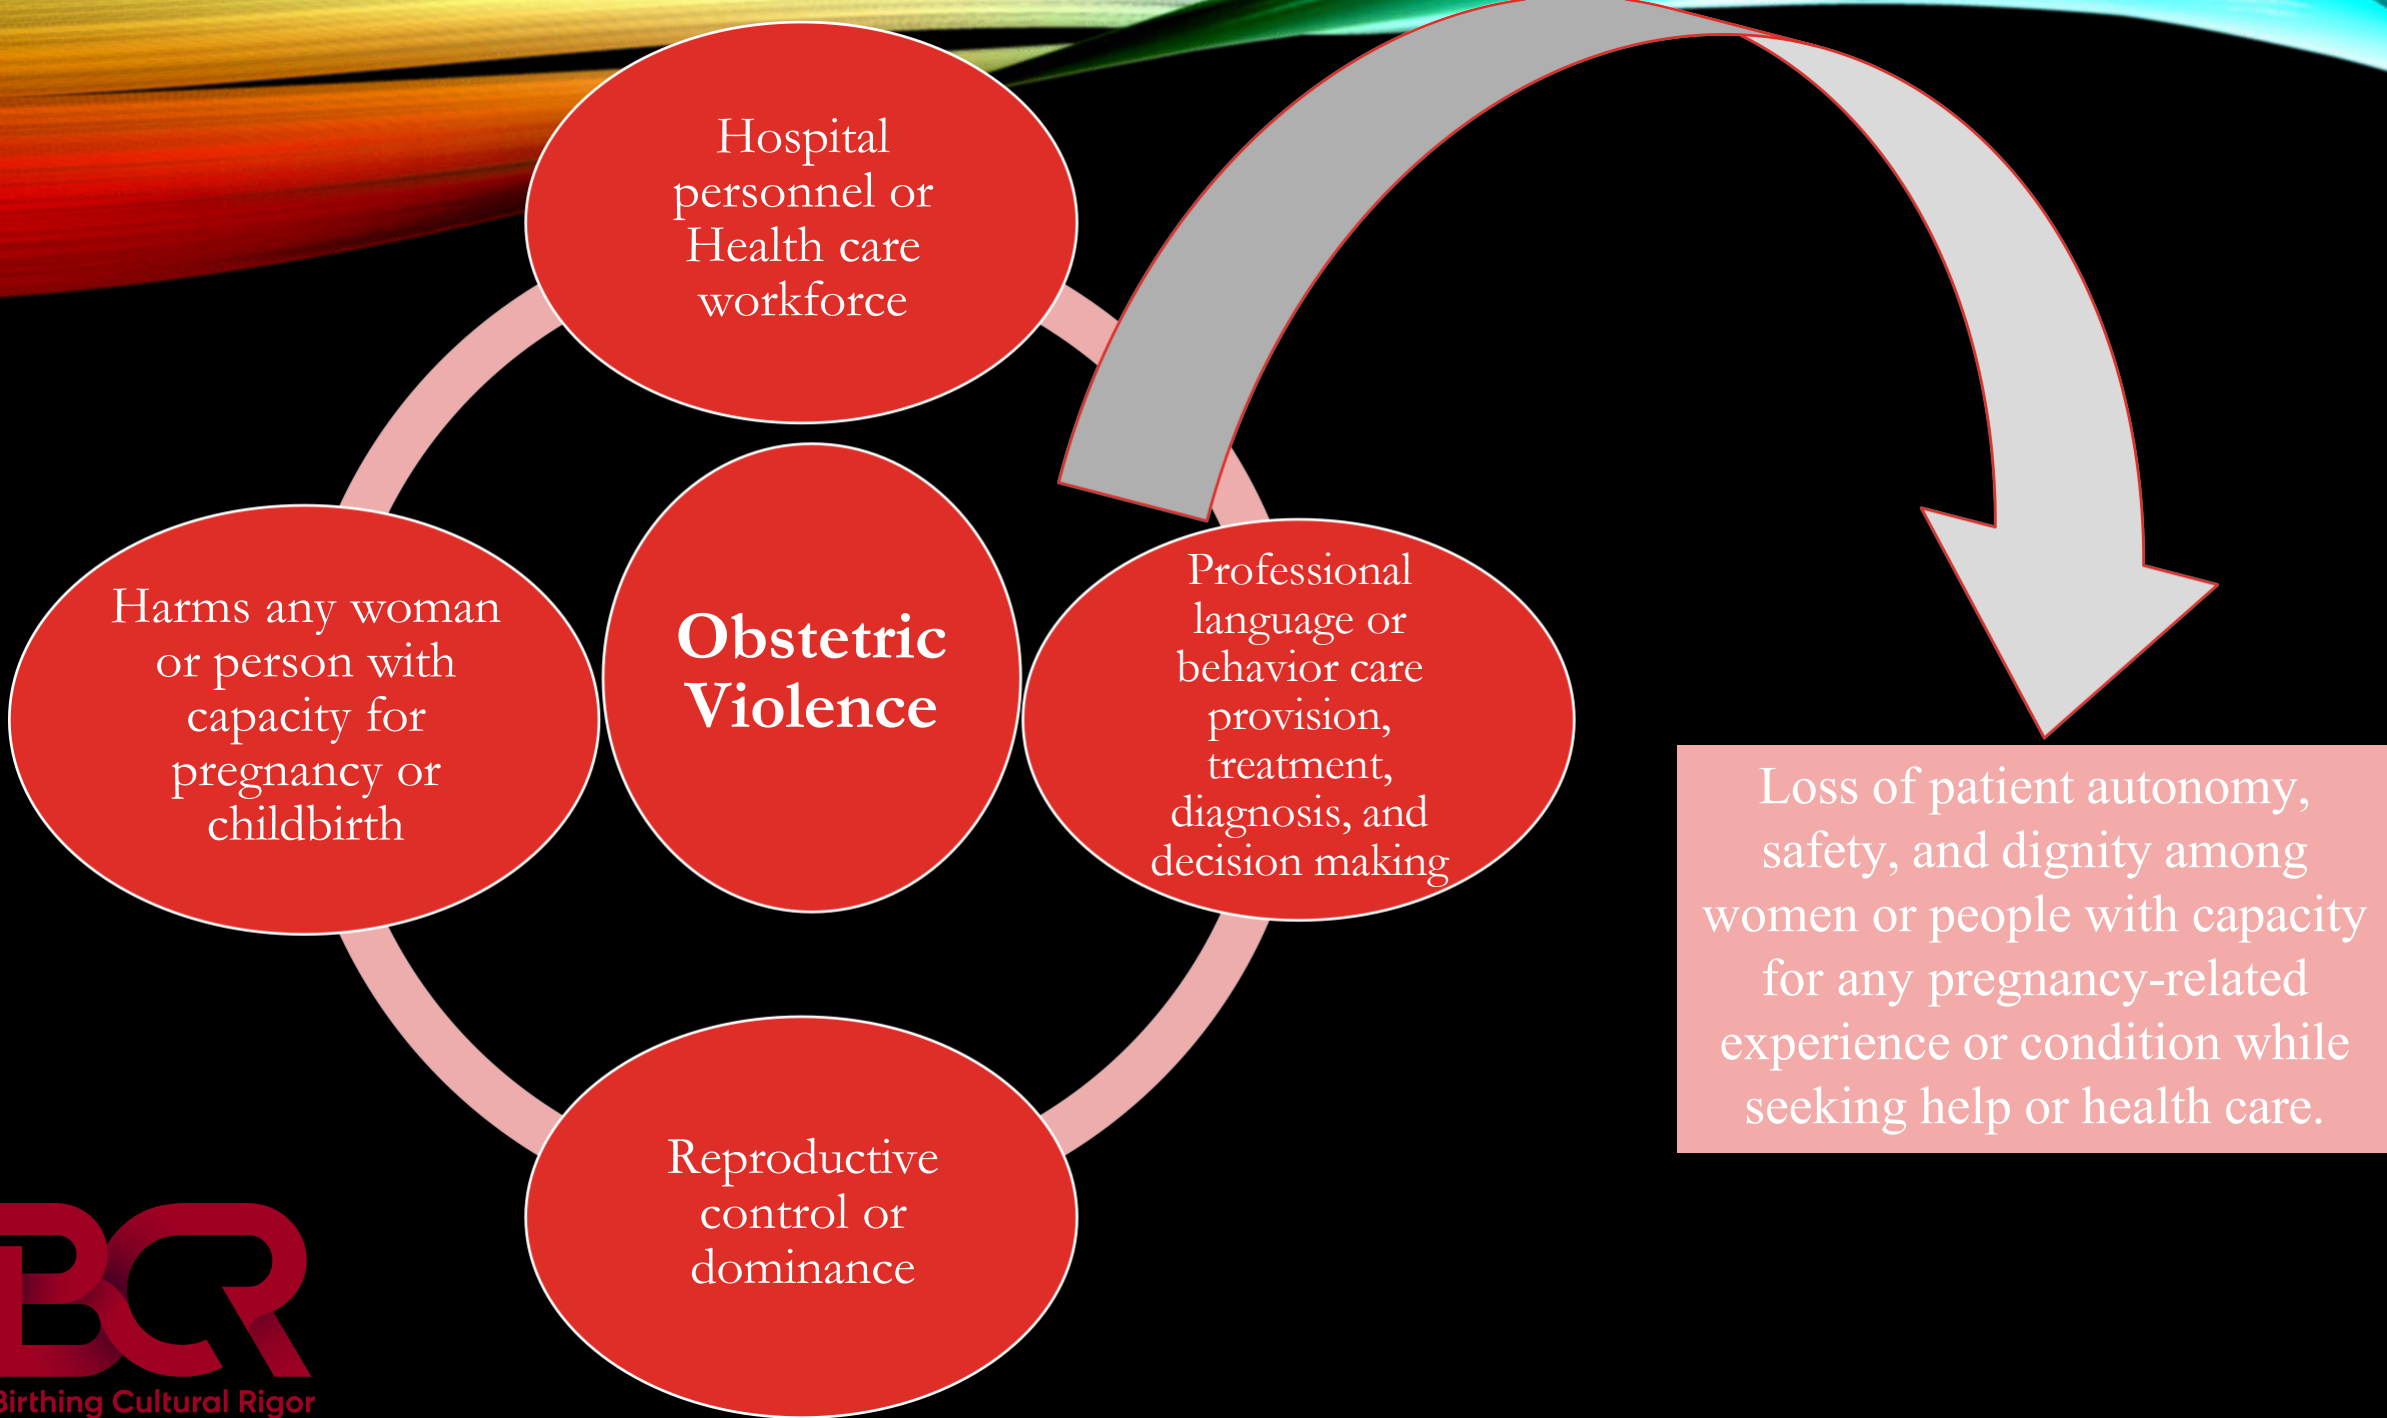 Hospital
personnel or
Health care
workforce
Harms any woman
or person with
capacity for
pregnancy or
childbirth
Obstetric
Violence
Professional
language or
behavior care
provision,
treatment,
diagnosis, and
decision making
Reproductive
control or
dominance
Loss of patient autonomy,
safety, and dignity among
women or people with capacity
for any pregnancy-related
experience or condition while
seeking help or health care.
BCR
Birthing Cultural Rigor